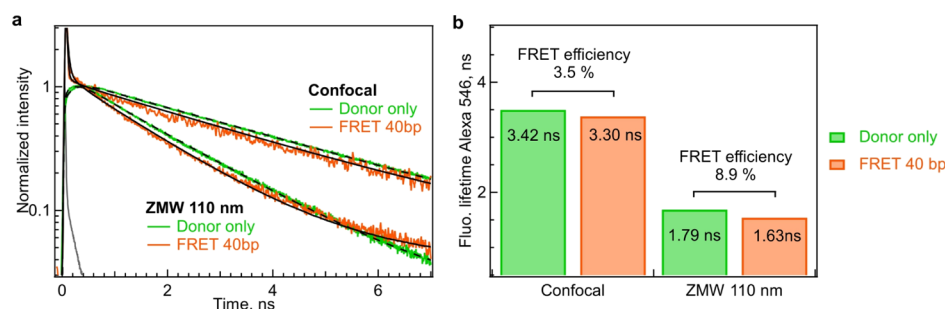 a
Normalized intensity
1
0.1
Confocal
Donor only
FRET 40bp
ZMW 110 nm
Donor only
FRET 40bp
0
2
4
6
Time, ns
b
Fluo. lifetime Alexa 546, ns
4
2
FRET efficiency
3.5 %
3.42 ns
3.30 ns
FRET efficiency
8.9 %
1.79 ns
1.63ns
Confocal
ZMW 110 nm
Donor only
FRET 40 bp